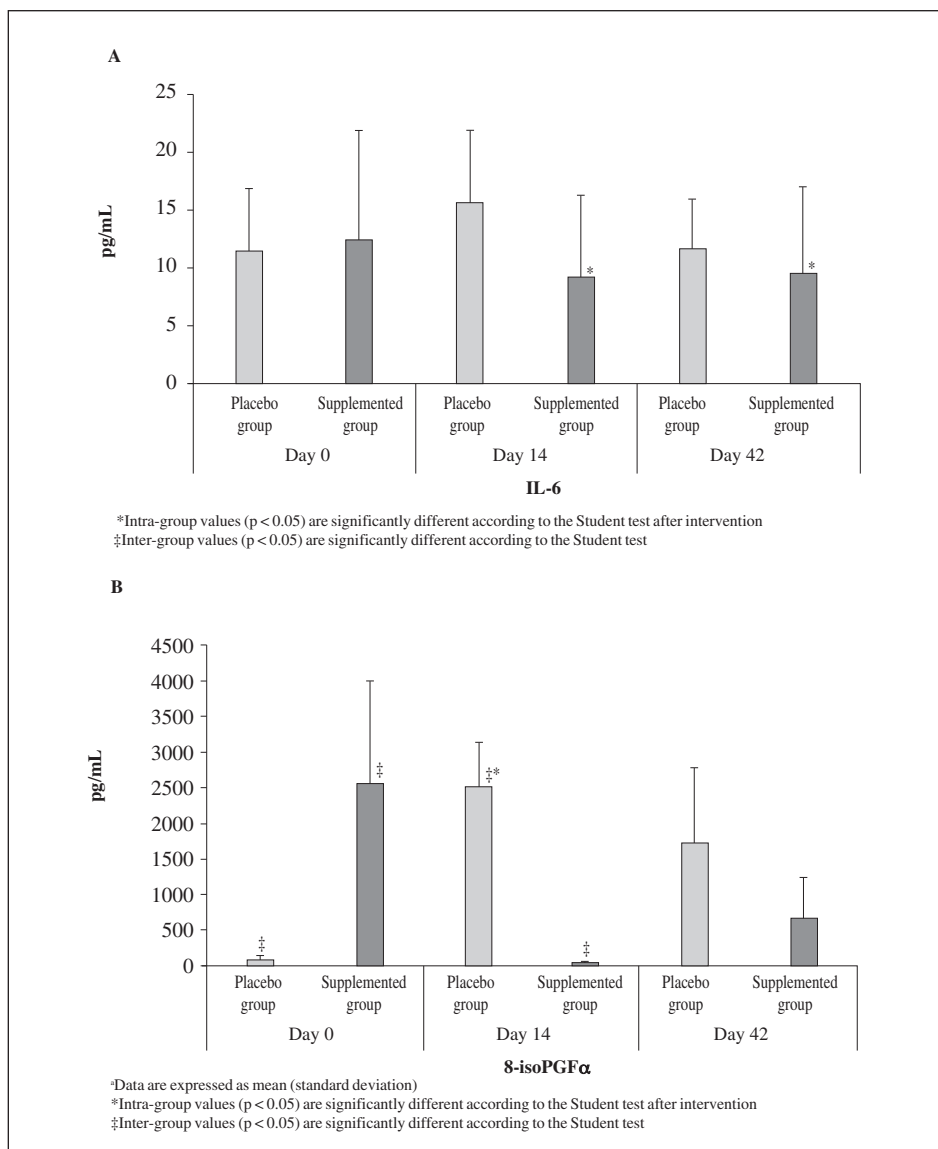 A
25
20
15
10
5
0
pg/mL
*
*
Placebo group
Supplemented group
Placebo group
Supplemented group
Placebo group
Supplemented group
Day 0
Day 14
Day 42
IL-6
*Intra-group values (p < 0.05) are significantly different according to the Student test after intervention
‡Inter-group values (p < 0.05) are significantly different according to the Student test
B
4500
4000
3500
3000
2500
2000
1500
1000
500
0
pg/mL
‡
‡
‡*
‡
Placebo group
Supplemented group
Placebo group
Supplemented group
Placebo group
Supplemented group
Day 0
Day 14
Day 42
8-isoPGFα
ªData are expressed as mean (standard deviation)
*Intra-group values (p < 0.05) are significantly different according to the Student test after intervention
‡Inter-group values (p < 0.05) are significantly different according to the Student test